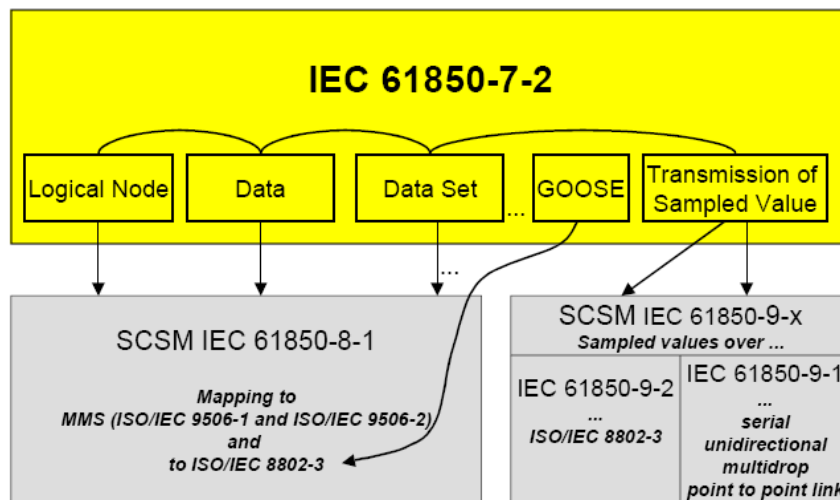 IEC 61850-7-2
Logical Node
Data
Data Set
...
GOOSE
Transmission of
Sampled Value
...
SCSM IEC 61850-8-1
Mapping to
MMS (ISO/IEC 9506-1 and ISO/IEC 9506-2)
and
to ISO/IEC 8802-3
SCSM IEC 61850-9-x
Sampled values over ...
IEC 61850-9-2
...
ISO/IEC 8802-3
IEC 61850-9-1
...
serial
unidirectional
multidrop
point to point link